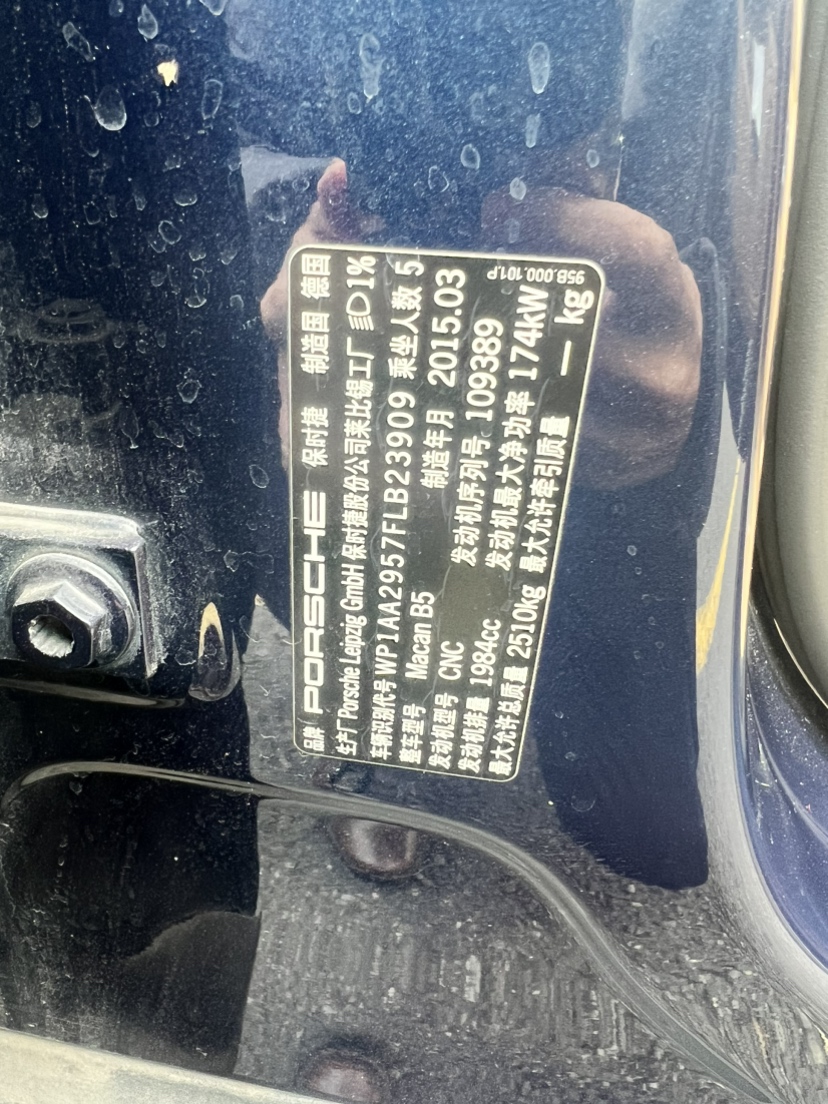 品牌 PORSCHE 保时捷 制造国 德国
生产厂 Porsche Leipzig GmbH 保时捷股份公司莱比锡工厂 1%
车辆识别代号 WP1AA2957FLB23909 乘坐人数 5
整车型号 Macan B5 制造年月 2015.03
发动机型号 CNC 发动机序列号 109389
发动机排量 1984cc 发动机最大净功率 174kW
最大允许总质量 2510kg 最大允许牵引质量 — kg
95B.000.101.P